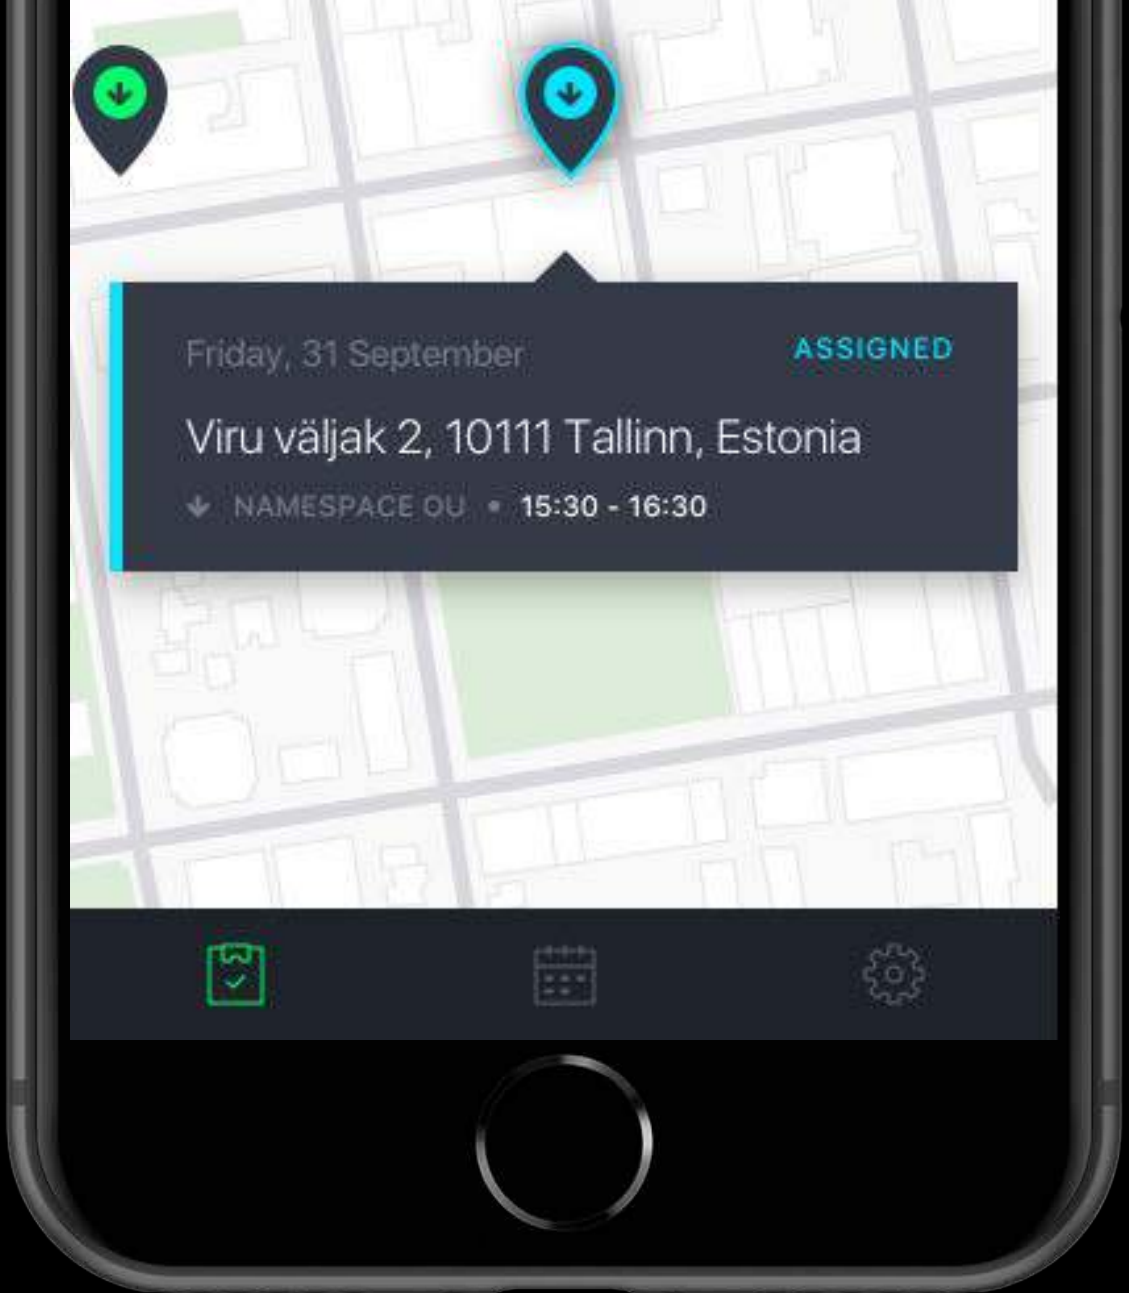 Friday, 31 September
ASSIGNED
Viru väljak 2, 10111 Tallinn, Estonia
NAMESPACE OU • 15:30 - 16:30